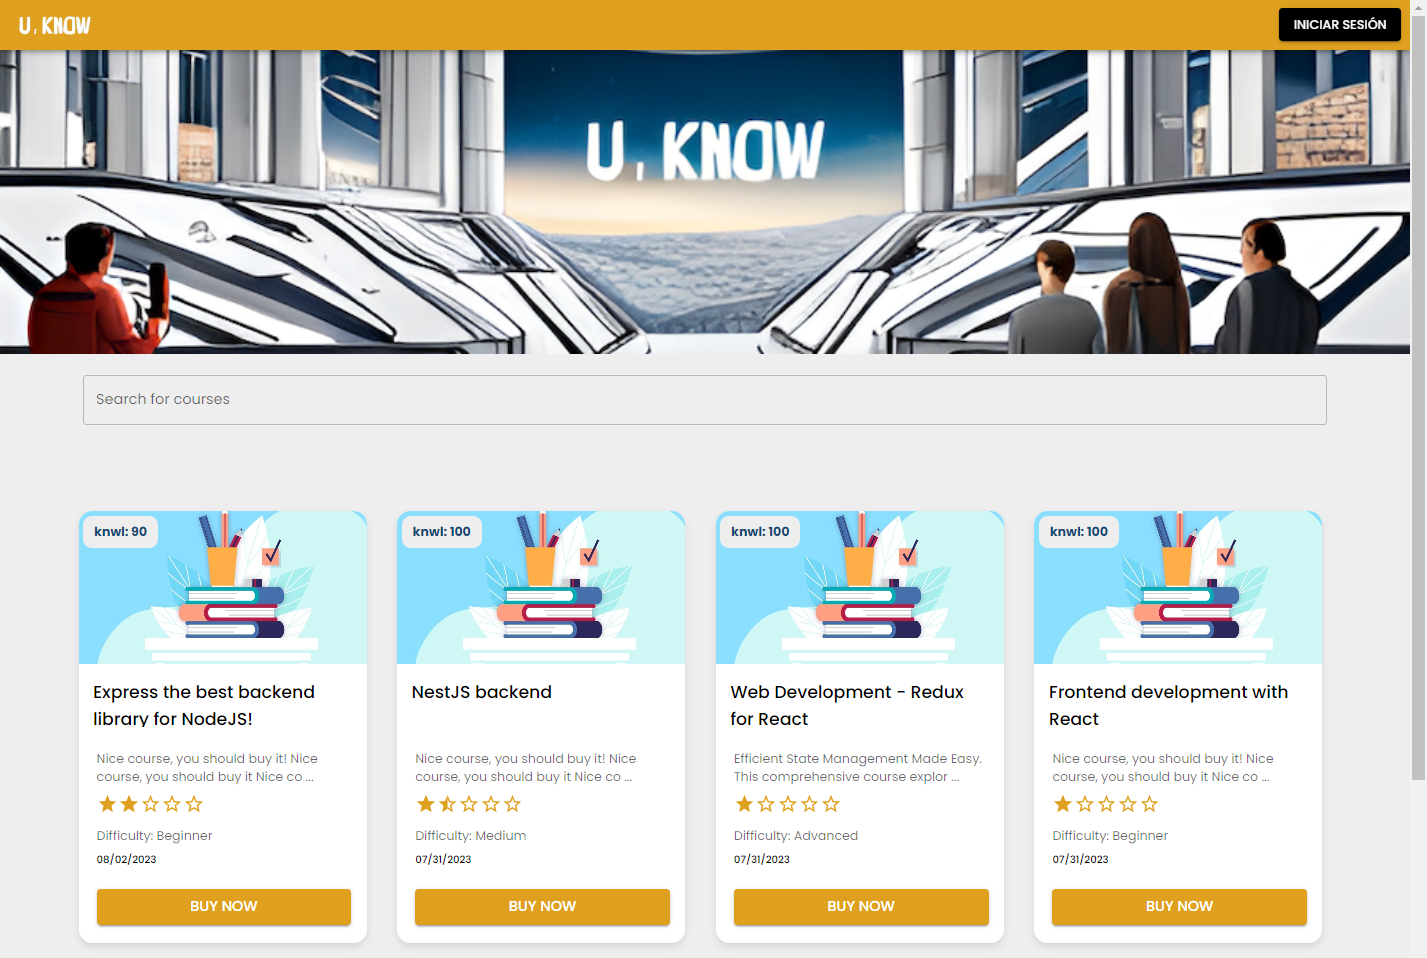 U, KNOW
INICIAR SESIÓN
U, KNOW
Search for courses
knwl: 90
Express the best backend
library for NodeJS!
Nice course, you should buy it! Nice
course, you should buy it Nice co ...
Difficulty: Beginner
08/02/2023
BUY NOW
knwl: 100
NestJS backend
Nice course, you should buy it! Nice
course, you should buy it Nice co ...
Difficulty: Medium
07/31/2023
BUY NOW
knwl: 100
Web Development - Redux
for React
Efficient State Management Made Easy.
This comprehensive course explor ...
Difficulty: Advanced
07/31/2023
BUY NOW
knwl: 100
Frontend development with
React
Nice course, you should buy it! Nice
course, you should buy it Nice co ...
Difficulty: Beginner
07/31/2023
BUY NOW